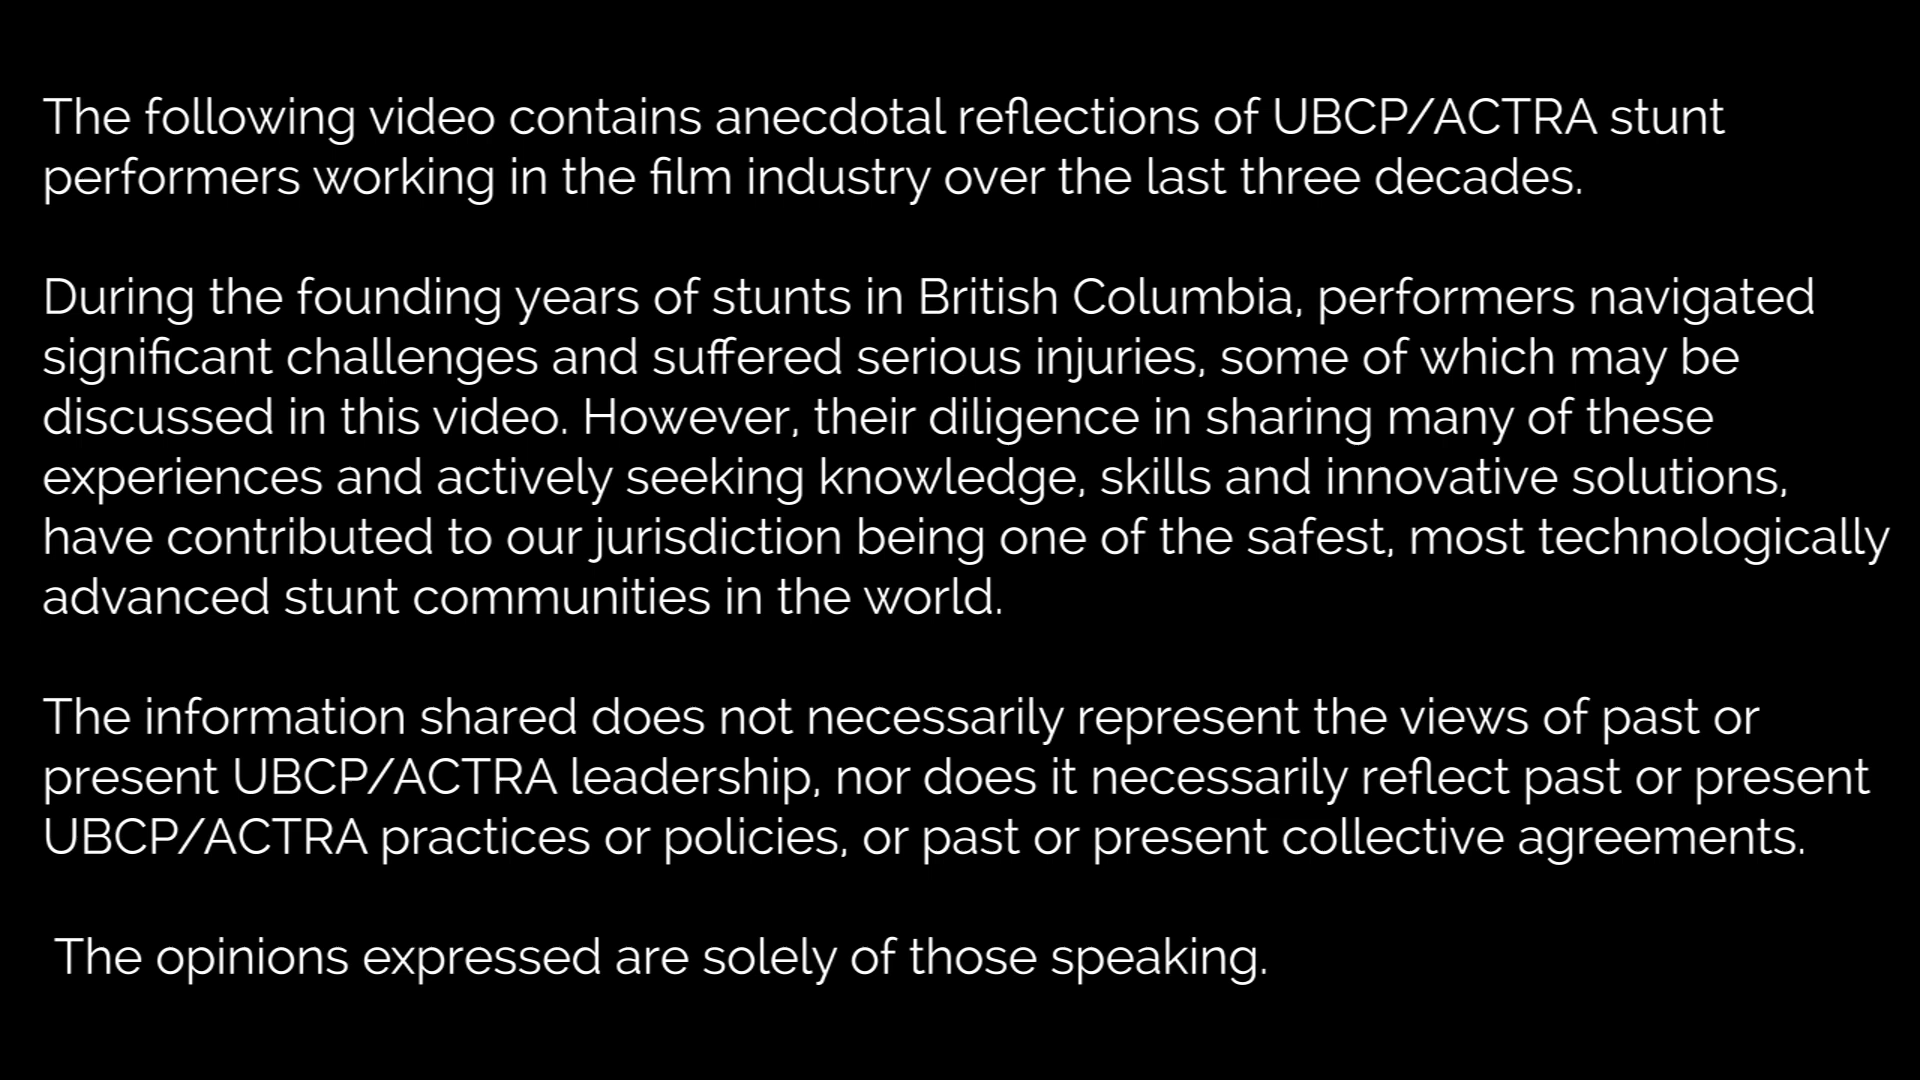 The following video contains anecdotal reflections of UBCP/ACTRA stunt
performers working in the film industry over the last three decades.
During the founding years of stunts in British Columbia, performers navigated
significant challenges and suffered serious injuries, some of which may be
discussed in this video. However, their diligence in sharing many of these
experiences and actively seeking knowledge, skills and innovative solutions,
have contributed to our jurisdiction being one of the safest, most technologically
advanced stunt communities in the world.
The information shared does not necessarily represent the views of past or
present UBCP/ACTRA leadership, nor does it necessarily reflect past or present
UBCP/ACTRA practices or policies, or past or present collective agreements.
The opinions expressed are solely of those speaking.